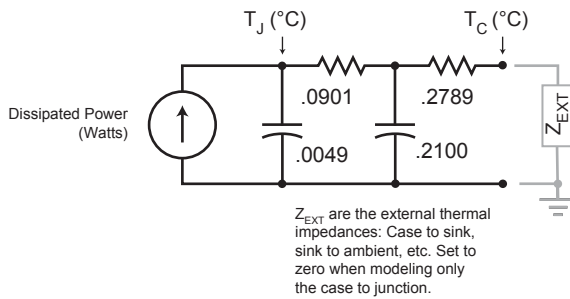 T_J (°C) T_C (°C)
.0901 .2789
Dissipated Power
(Watts)
.0049 .2100
Z_EXT
Z_EXT are the external thermal
impedances: Case to sink,
sink to ambient, etc. Set to
zero when modeling only
the case to junction.